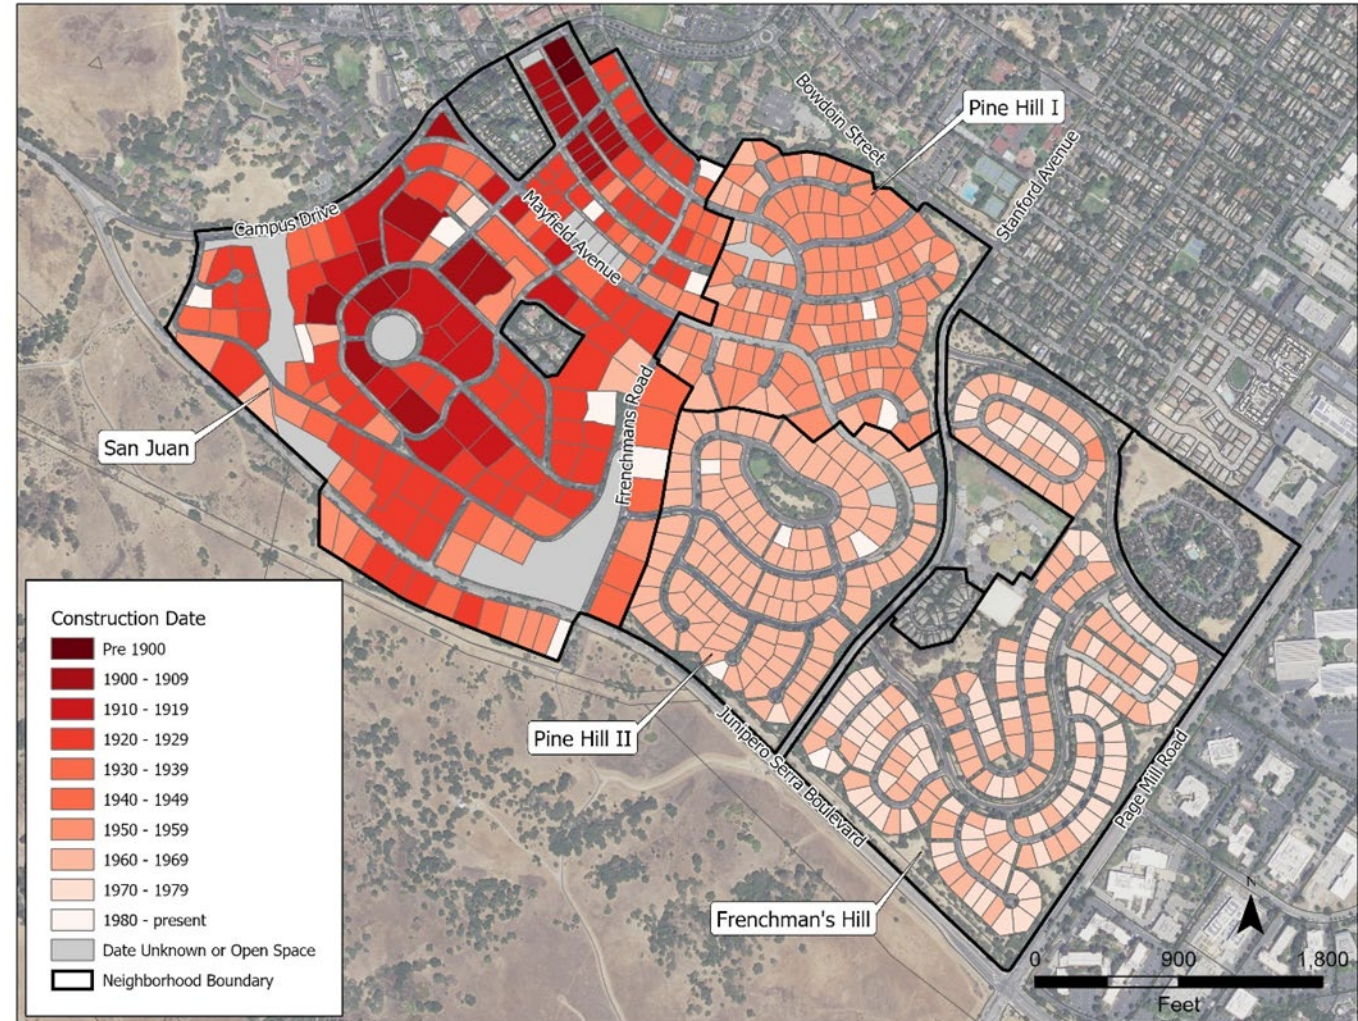 Bowdoin Street
Pine Hill I
Stanford Avenue
Campus Drive
Mayfield Avenue
San Juan
Frenchmans Road
Construction Date
Pre 1900
1900 - 1909
1910 - 1919
1920 - 1929
1930 - 1939
1940 - 1949
1950 - 1959
1960 - 1969
1970 - 1979
1980 - present
Date Unknown or Open Space
Neighborhood Boundary
Pine Hill II
Junipero Serra Boulevard
Page Mill Road
Frenchman's Hill
N
0 900 1,800
Feet